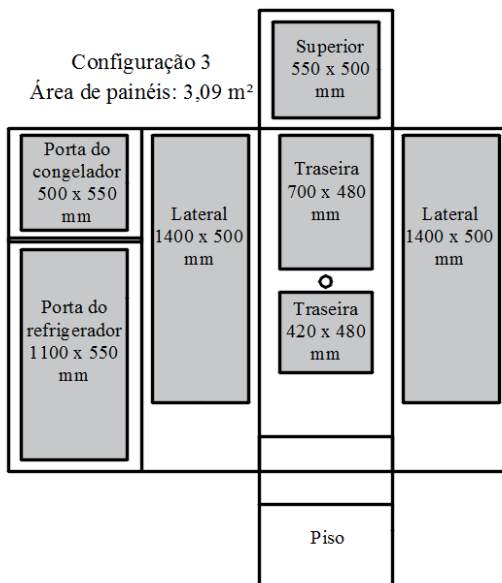 Configuração 3
Área de painéis: 3,09 m²
Superior
550 x 500
mm
Porta do
congelador
500 x 550
mm
Lateral
1400 x 500
mm
Traseira
700 x 480
mm
Lateral
1400 x 500
mm
Porta do
refrigerador
1100 x 550
mm
Traseira
420 x 480
mm
Piso